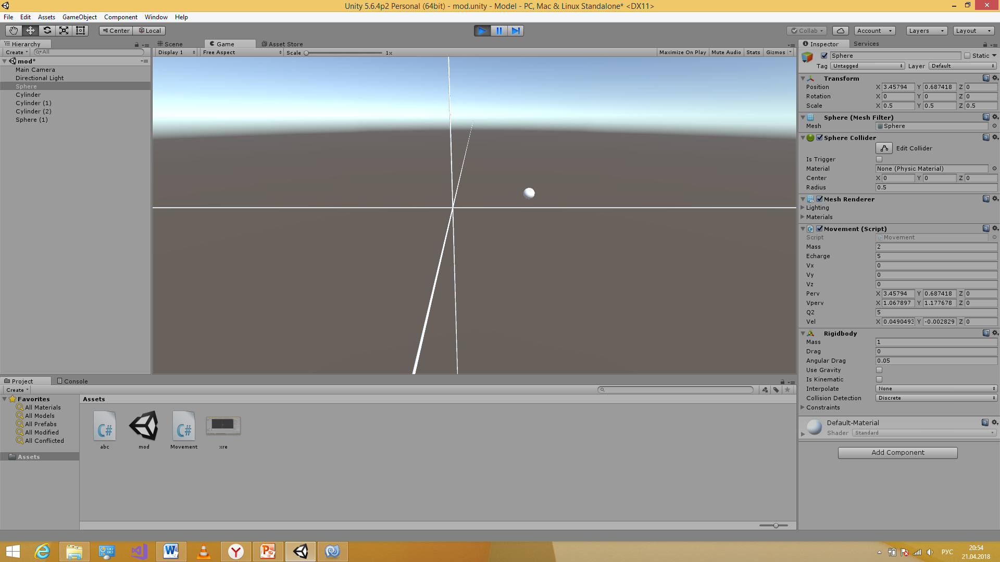 Unity 5.6.4p2 Personal (64bit) - mod.unity - Model - PC, Mac & Linux Standalone* <DX11>
File Edit Assets GameObject Component Window Help
Center Local Collab Account Layers Layout
Hierarchy
Create All
mod*
Main Camera
Directional Light
Sphere
Cylinder
Cylinder (1)
Cylinder (2)
Sphere (1)
Scene Game Asset Store
Display 1 Free Aspect Scale 1x Maximize On Play Mute Audio Stats Gizmos
Inspector Services
Sphere Static
Tag Untagged Layer Default
Transform
Position X 3.45794 Y 0.687418 Z 0
Rotation X 0 Y 0 Z 0
Scale X 0.5 Y 0.5 Z 0.5
Sphere (Mesh Filter)
Mesh Sphere
Sphere Collider
Edit Collider
Is Trigger
Material None (Physic Material)
Center X 0 Y 0 Z 0
Radius 0.5
Mesh Renderer
Lighting
Materials
Movement (Script)
Script Movement
Mass 2
Echarge 5
Vx 0
Vy 0
Vz 0
Perv X 3.45794 Y 0.687418 Z 0
Vperv X 1.067897 Y 1.177678 Z 0
Q2 5
Vel X 0.0490493 Y -0.002829 Z 0
Rigidbody
Mass 1
Drag 0
Angular Drag 0.05
Use Gravity
Is Kinematic
Interpolate None
Collision Detection Discrete
Constraints
Default-Material
Shader Standard
Add Component
Project Console
Create
Favorites
All Materials
All Models
All Prefabs
All Modified
All Conflicted
Assets
Assets
abc mod Movement xre
РУС
20:54
21.04.2018